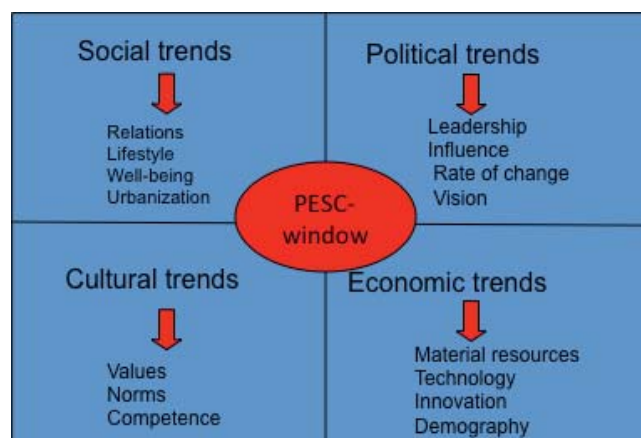 Social trends
Relations
Lifestyle
Well-being
Urbanization
Political trends
Leadership
Influence
Rate of change
Vision
PESC-
window
Cultural trends
Values
Norms
Competence
Economic trends
Material resources
Technology
Innovation
Demography